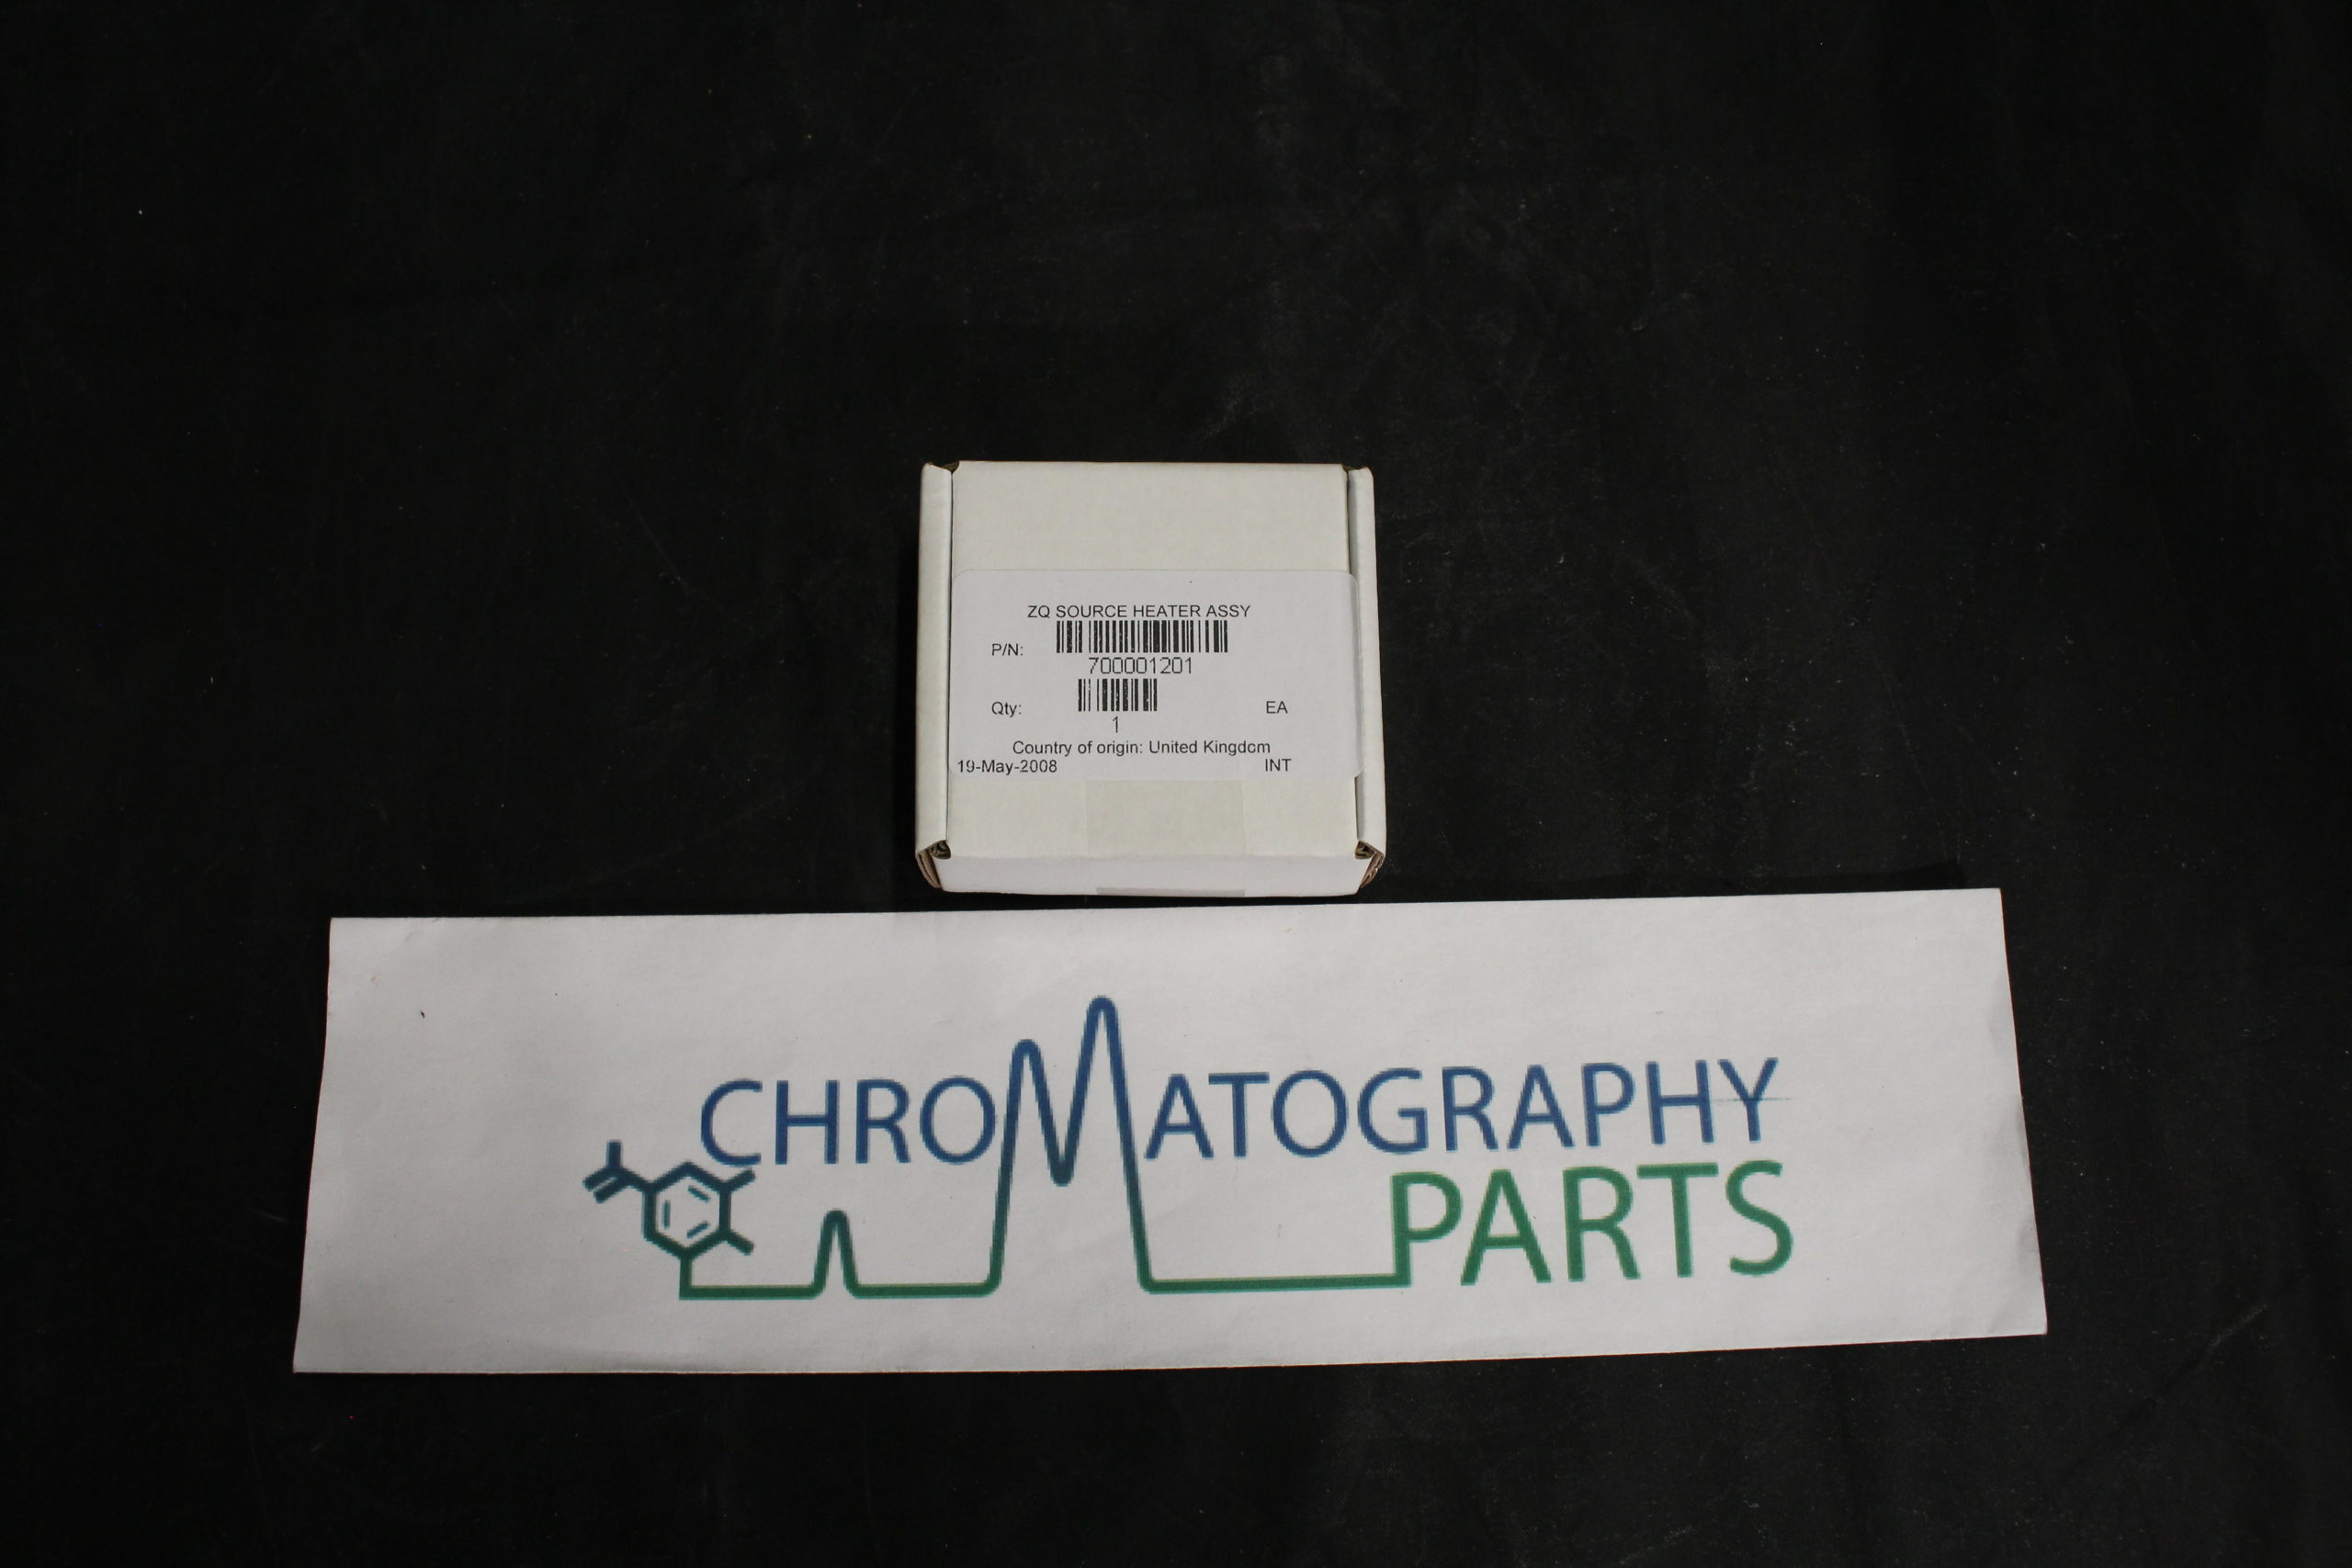 ZQ SOURCE HEATER ASSY
P/N:
700001201
Qty: EA
1
Country of origin: United Kingdom
19-May-2008 INT
CHROMATOGRAPHY
PARTS